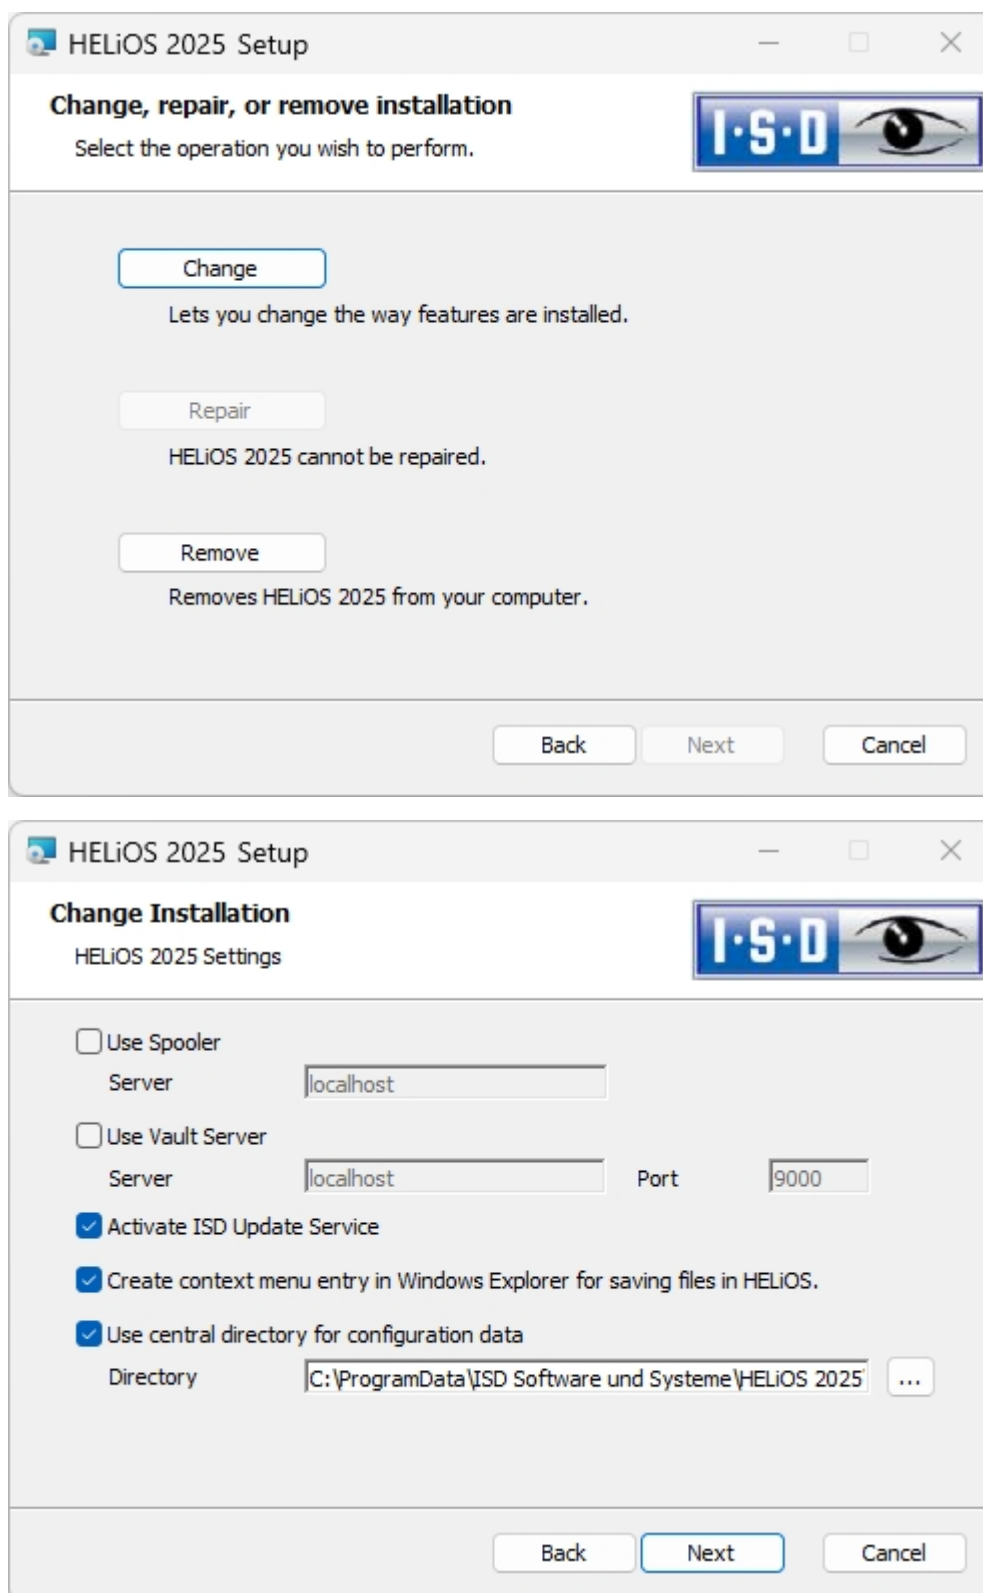 HELiOS 2025 Setup
Change, repair, or remove installation
Select the operation you wish to perform.
I·S·D
Change
Lets you change the way features are installed.
Repair
HELiOS 2025 cannot be repaired.
Remove
Removes HELiOS 2025 from your computer.
Back Next Cancel
HELiOS 2025 Setup
Change Installation
HELiOS 2025 Settings
I·S·D
Use Spooler
Server localhost
Use Vault Server
Server localhost Port 9000
Activate ISD Update Service
Create context menu entry in Windows Explorer for saving files in HELiOS.
Use central directory for configuration data
Directory C:\ProgramData\ISD Software und Systeme\HELiOS 2025 ...
Back Next Cancel